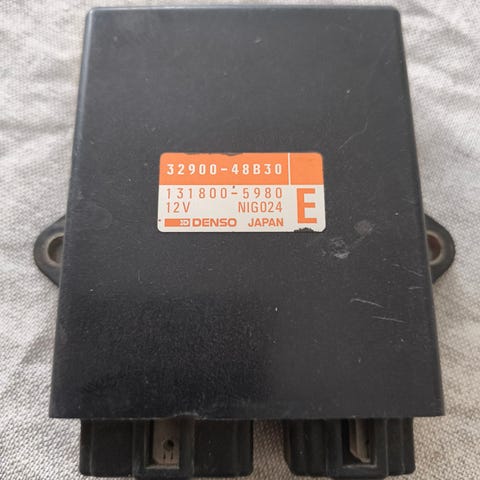 32900-48B30
131800-5980
12V NIG024 E
DENSO JAPAN